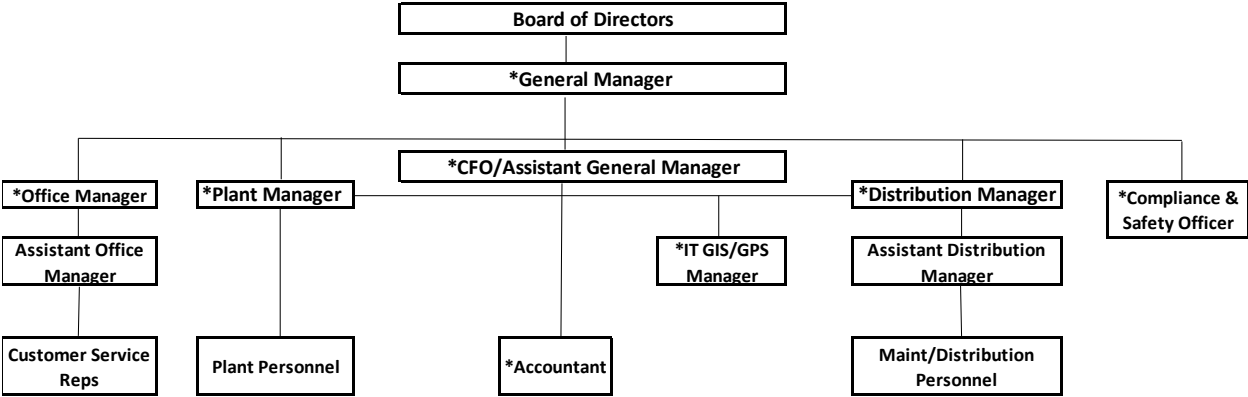 Board of Directors
*General Manager
*CFO/Assistant General Manager
*Office Manager
*Plant Manager
*Distribution Manager
*Compliance &
Safety Officer
Assistant Office
Manager
*IT GIS/GPS
Manager
Assistant Distribution
Manager
Customer Service
Reps
Plant Personnel
*Accountant
Maint/Distribution
Personnel